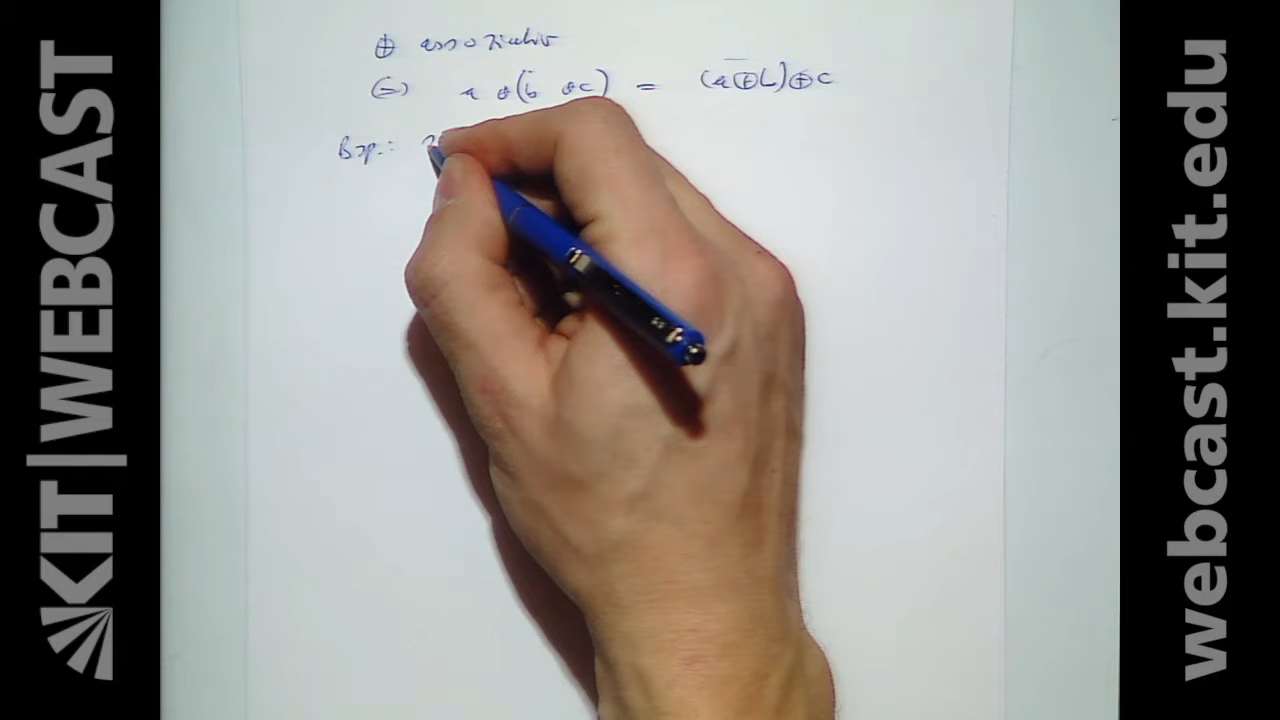 KIT | WEBCAST
⊕ assoziativ
⇔ a ⊕ (b ⊕ c) = (a ⊕ b) ⊕ c
Bsp.:
webcast.kit.edu